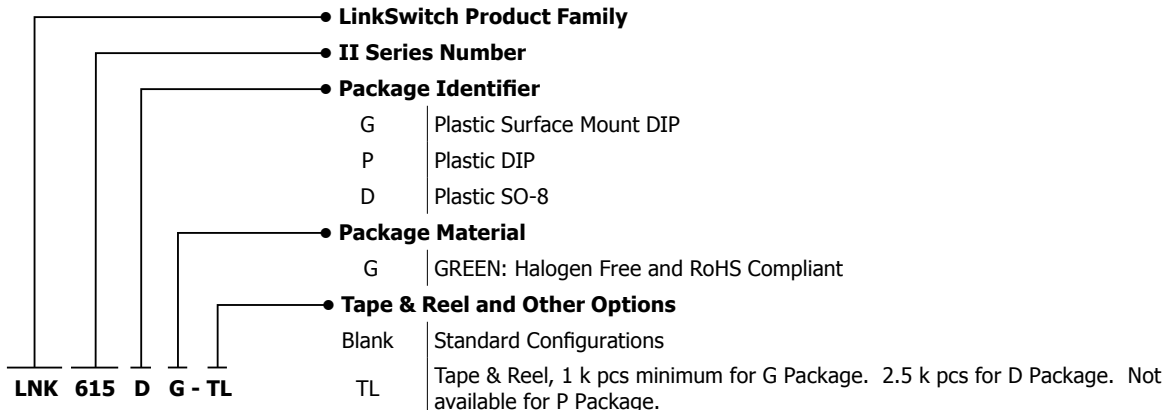 LinkSwitch Product Family
II Series Number
Package Identifier
G Plastic Surface Mount DIP
P Plastic DIP
D Plastic SO-8
Package Material
G GREEN: Halogen Free and RoHS Compliant
Tape & Reel and Other Options
Blank Standard Configurations
TL Tape & Reel, 1 k pcs minimum for G Package. 2.5 k pcs for D Package. Not
available for P Package.
LNK 615 D G - TL